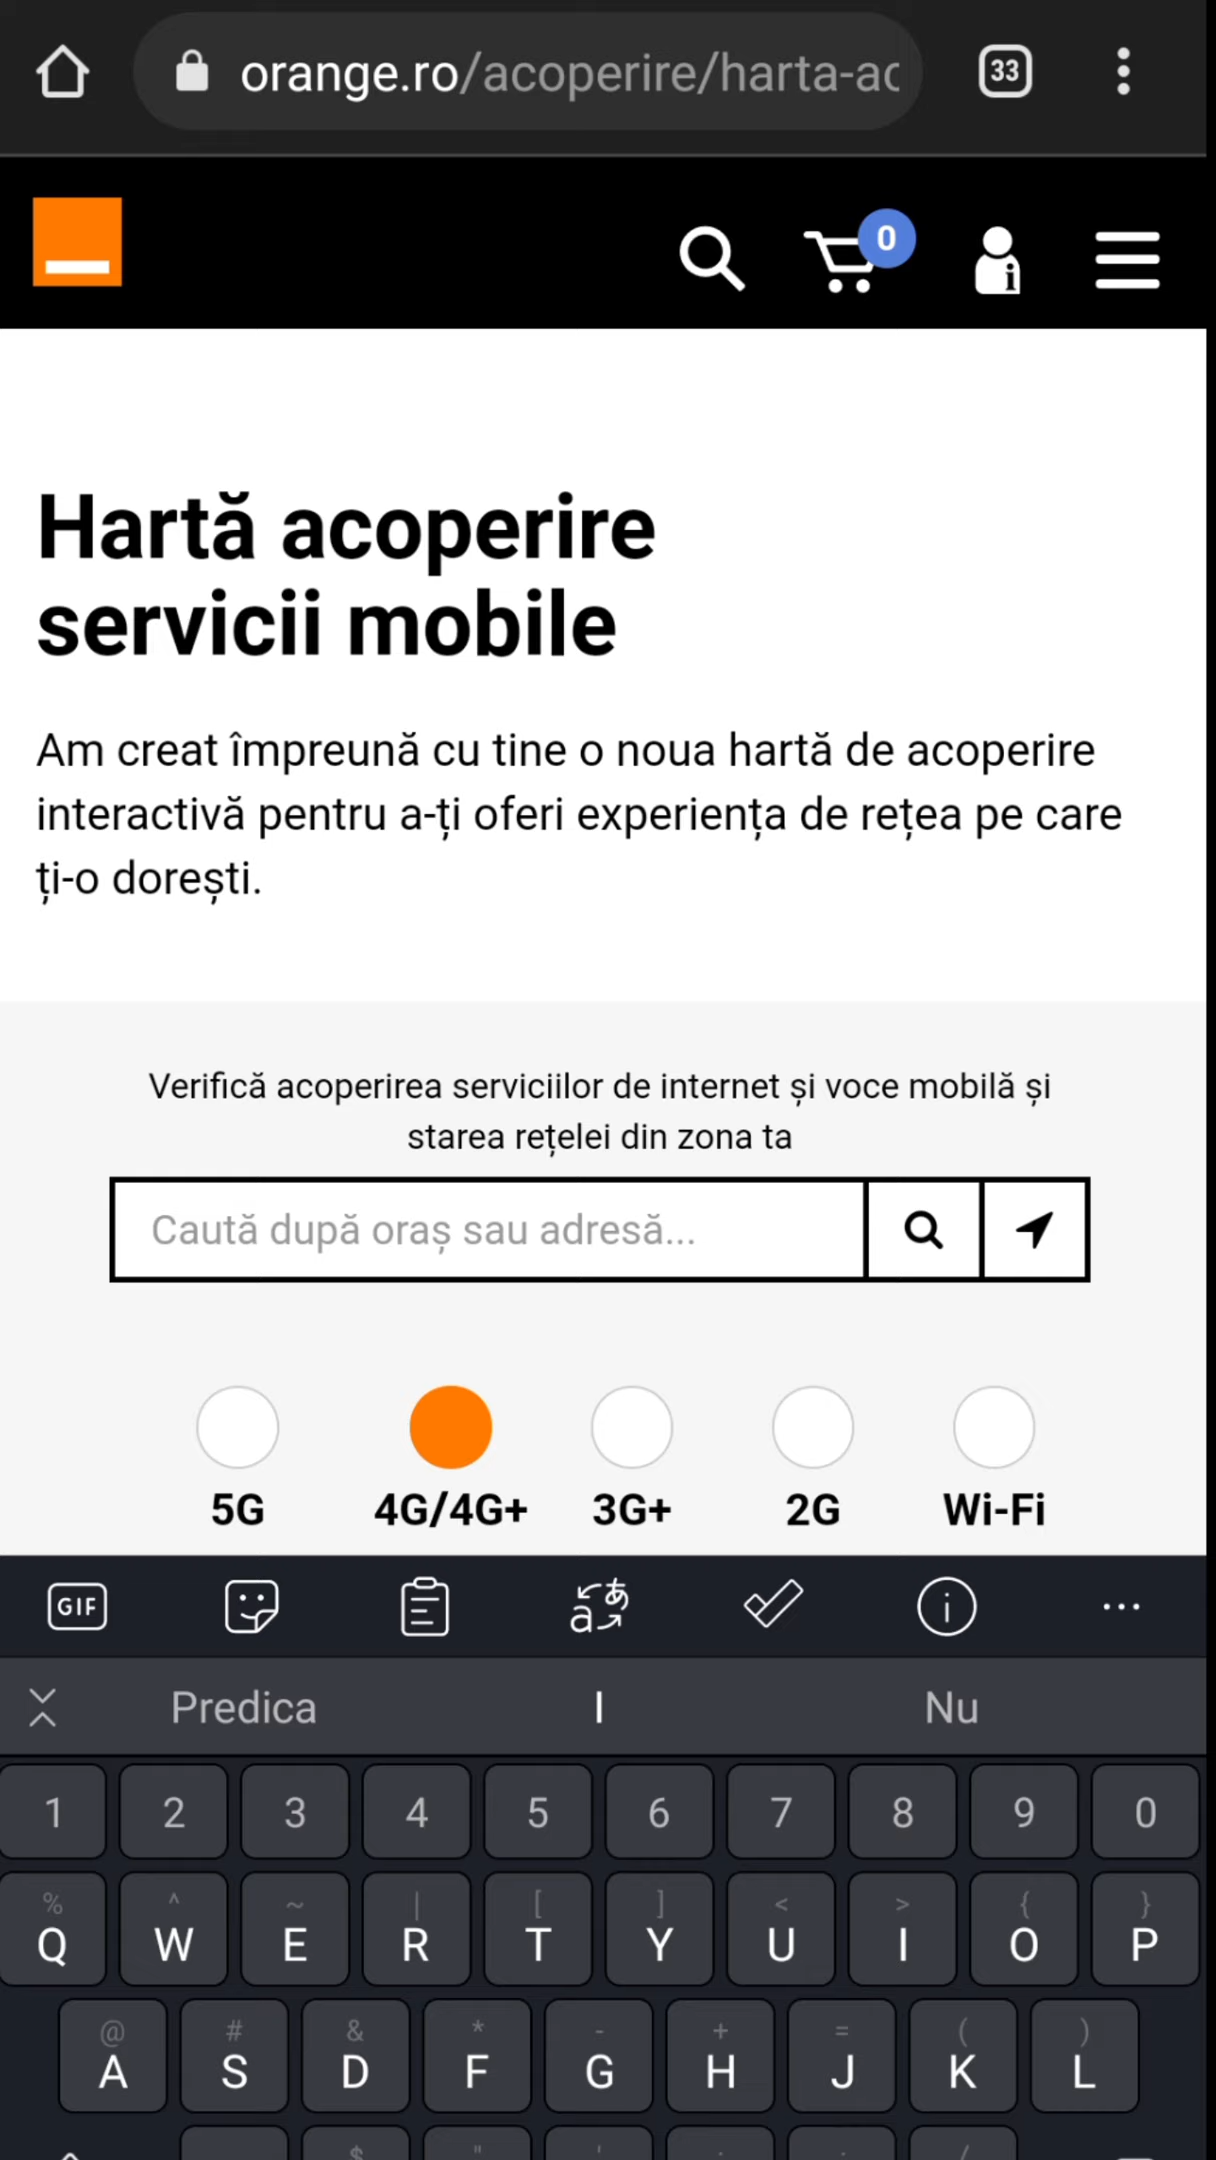 orange.ro/acoperire/harta-ac
33
0
Hartă acoperire
servicii mobile
Am creat împreună cu tine o noua hartă de acoperire
interactivă pentru a-ți oferi experiența de rețea pe care
ți-o dorești.
Verifică acoperirea serviciilor de internet și voce mobilă și
starea rețelei din zona ta
Caută după oraș sau adresă...
5G 4G/4G+ 3G+ 2G Wi-Fi
GIF
Predica I Nu
1 2 3 4 5 6 7 8 9 0
% ^ ~ | [ ] < > { }
Q W E R T Y U I O P
@ # & * - + = ( )
A S D F G H J K L